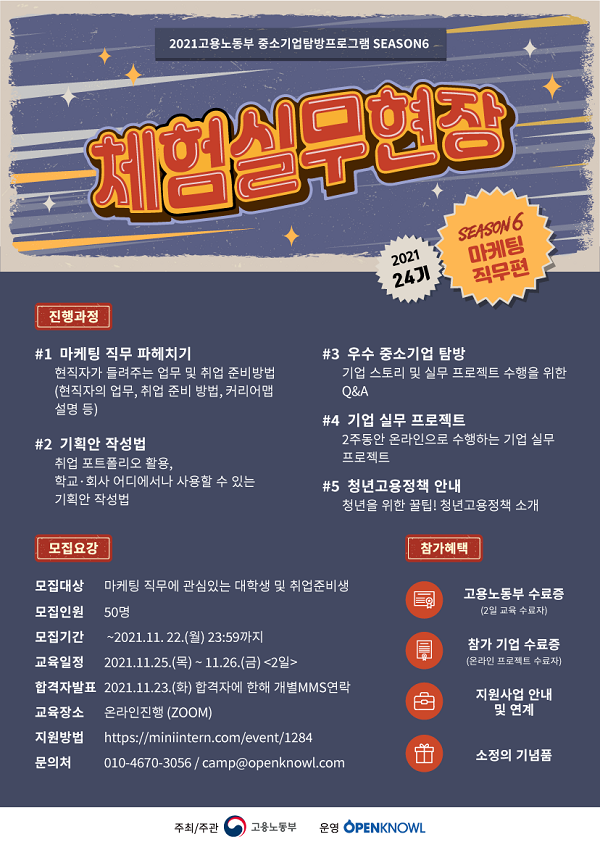 2021고용노동부 중소기업탐방프로그램 SEASON6
체험실무현장
SEASON 6
마케팅
직무편
2021
24기
진행과정
#1 마케팅 직무 파헤치기
현직자가 들려주는 업무 및 취업 준비방법
(현직자의 업무, 취업 준비 방법, 커리어맵
설명 등)
#2 기획안 작성법
취업 포트폴리오 활용,
학교·회사 어디에서나 사용할 수 있는
기획안 작성법
#3 우수 중소기업 탐방
기업 스토리 및 실무 프로젝트 수행을 위한
Q&A
#4 기업 실무 프로젝트
2주동안 온라인으로 수행하는 기업 실무
프로젝트
#5 청년고용정책 안내
청년을 위한 꿀팁! 청년고용정책 소개
모집요강
모집대상 마케팅 직무에 관심있는 대학생 및 취업준비생
모집인원 50명
모집기간 ~2021.11. 22.(월) 23:59까지
교육일정 2021.11.25.(목) ~ 11.26.(금) <2일>
합격자발표 2021.11.23.(화) 합격자에 한해 개별MMS연락
교육장소 온라인진행 (ZOOM)
지원방법 https://miniintern.com/event/1284
문의처 010-4670-3056 / camp@openknowl.com
참가혜택
고용노동부 수료증
(2일 교육 수료자)
참가 기업 수료증
(온라인 프로젝트 수료자)
지원사업 안내
및 연계
소정의 기념품
주최/주관 고용노동부 운영 OPENKNOWL